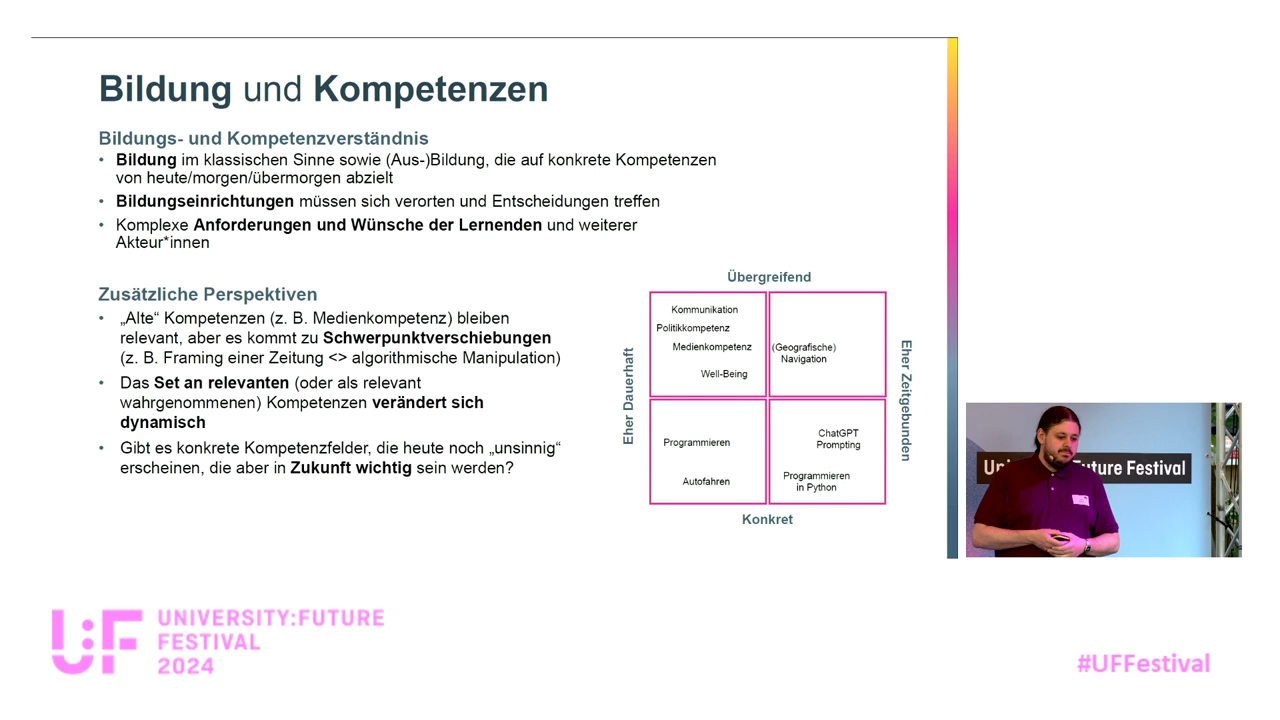 Bildung und Kompetenzen
Bildungs- und Kompetenzverständnis
• Bildung im klassischen Sinne sowie (Aus-)Bildung, die auf konkrete Kompetenzen
von heute/morgen/übermorgen abzielt
• Bildungseinrichtungen müssen sich verorten und Entscheidungen treffen
• Komplexe Anforderungen und Wünsche der Lernenden und weiterer
Akteur*innen
Zusätzliche Perspektiven
• „Alte“ Kompetenzen (z. B. Medienkompetenz) bleiben
relevant, aber es kommt zu Schwerpunktverschiebungen
(z. B. Framing einer Zeitung <> algorithmische Manipulation)
• Das Set an relevanten (oder als relevant
wahrgenommenen) Kompetenzen verändert sich
dynamisch
• Gibt es konkrete Kompetenzfelder, die heute noch „unsinnig“
erscheinen, die aber in Zukunft wichtig sein werden?
Übergreifend
Eher Dauerhaft
Kommunikation
Politikkompetenz
Medienkompetenz
Well-Being
(Geografische)
Navigation
Programmieren
Autofahren
ChatGPT
Prompting
Programmieren
in Python
Eher Zeitgebunden
Konkret
Un Future Festival
U:F
UNIVERSITY:FUTURE
FESTIVAL
2024
#UFFestival